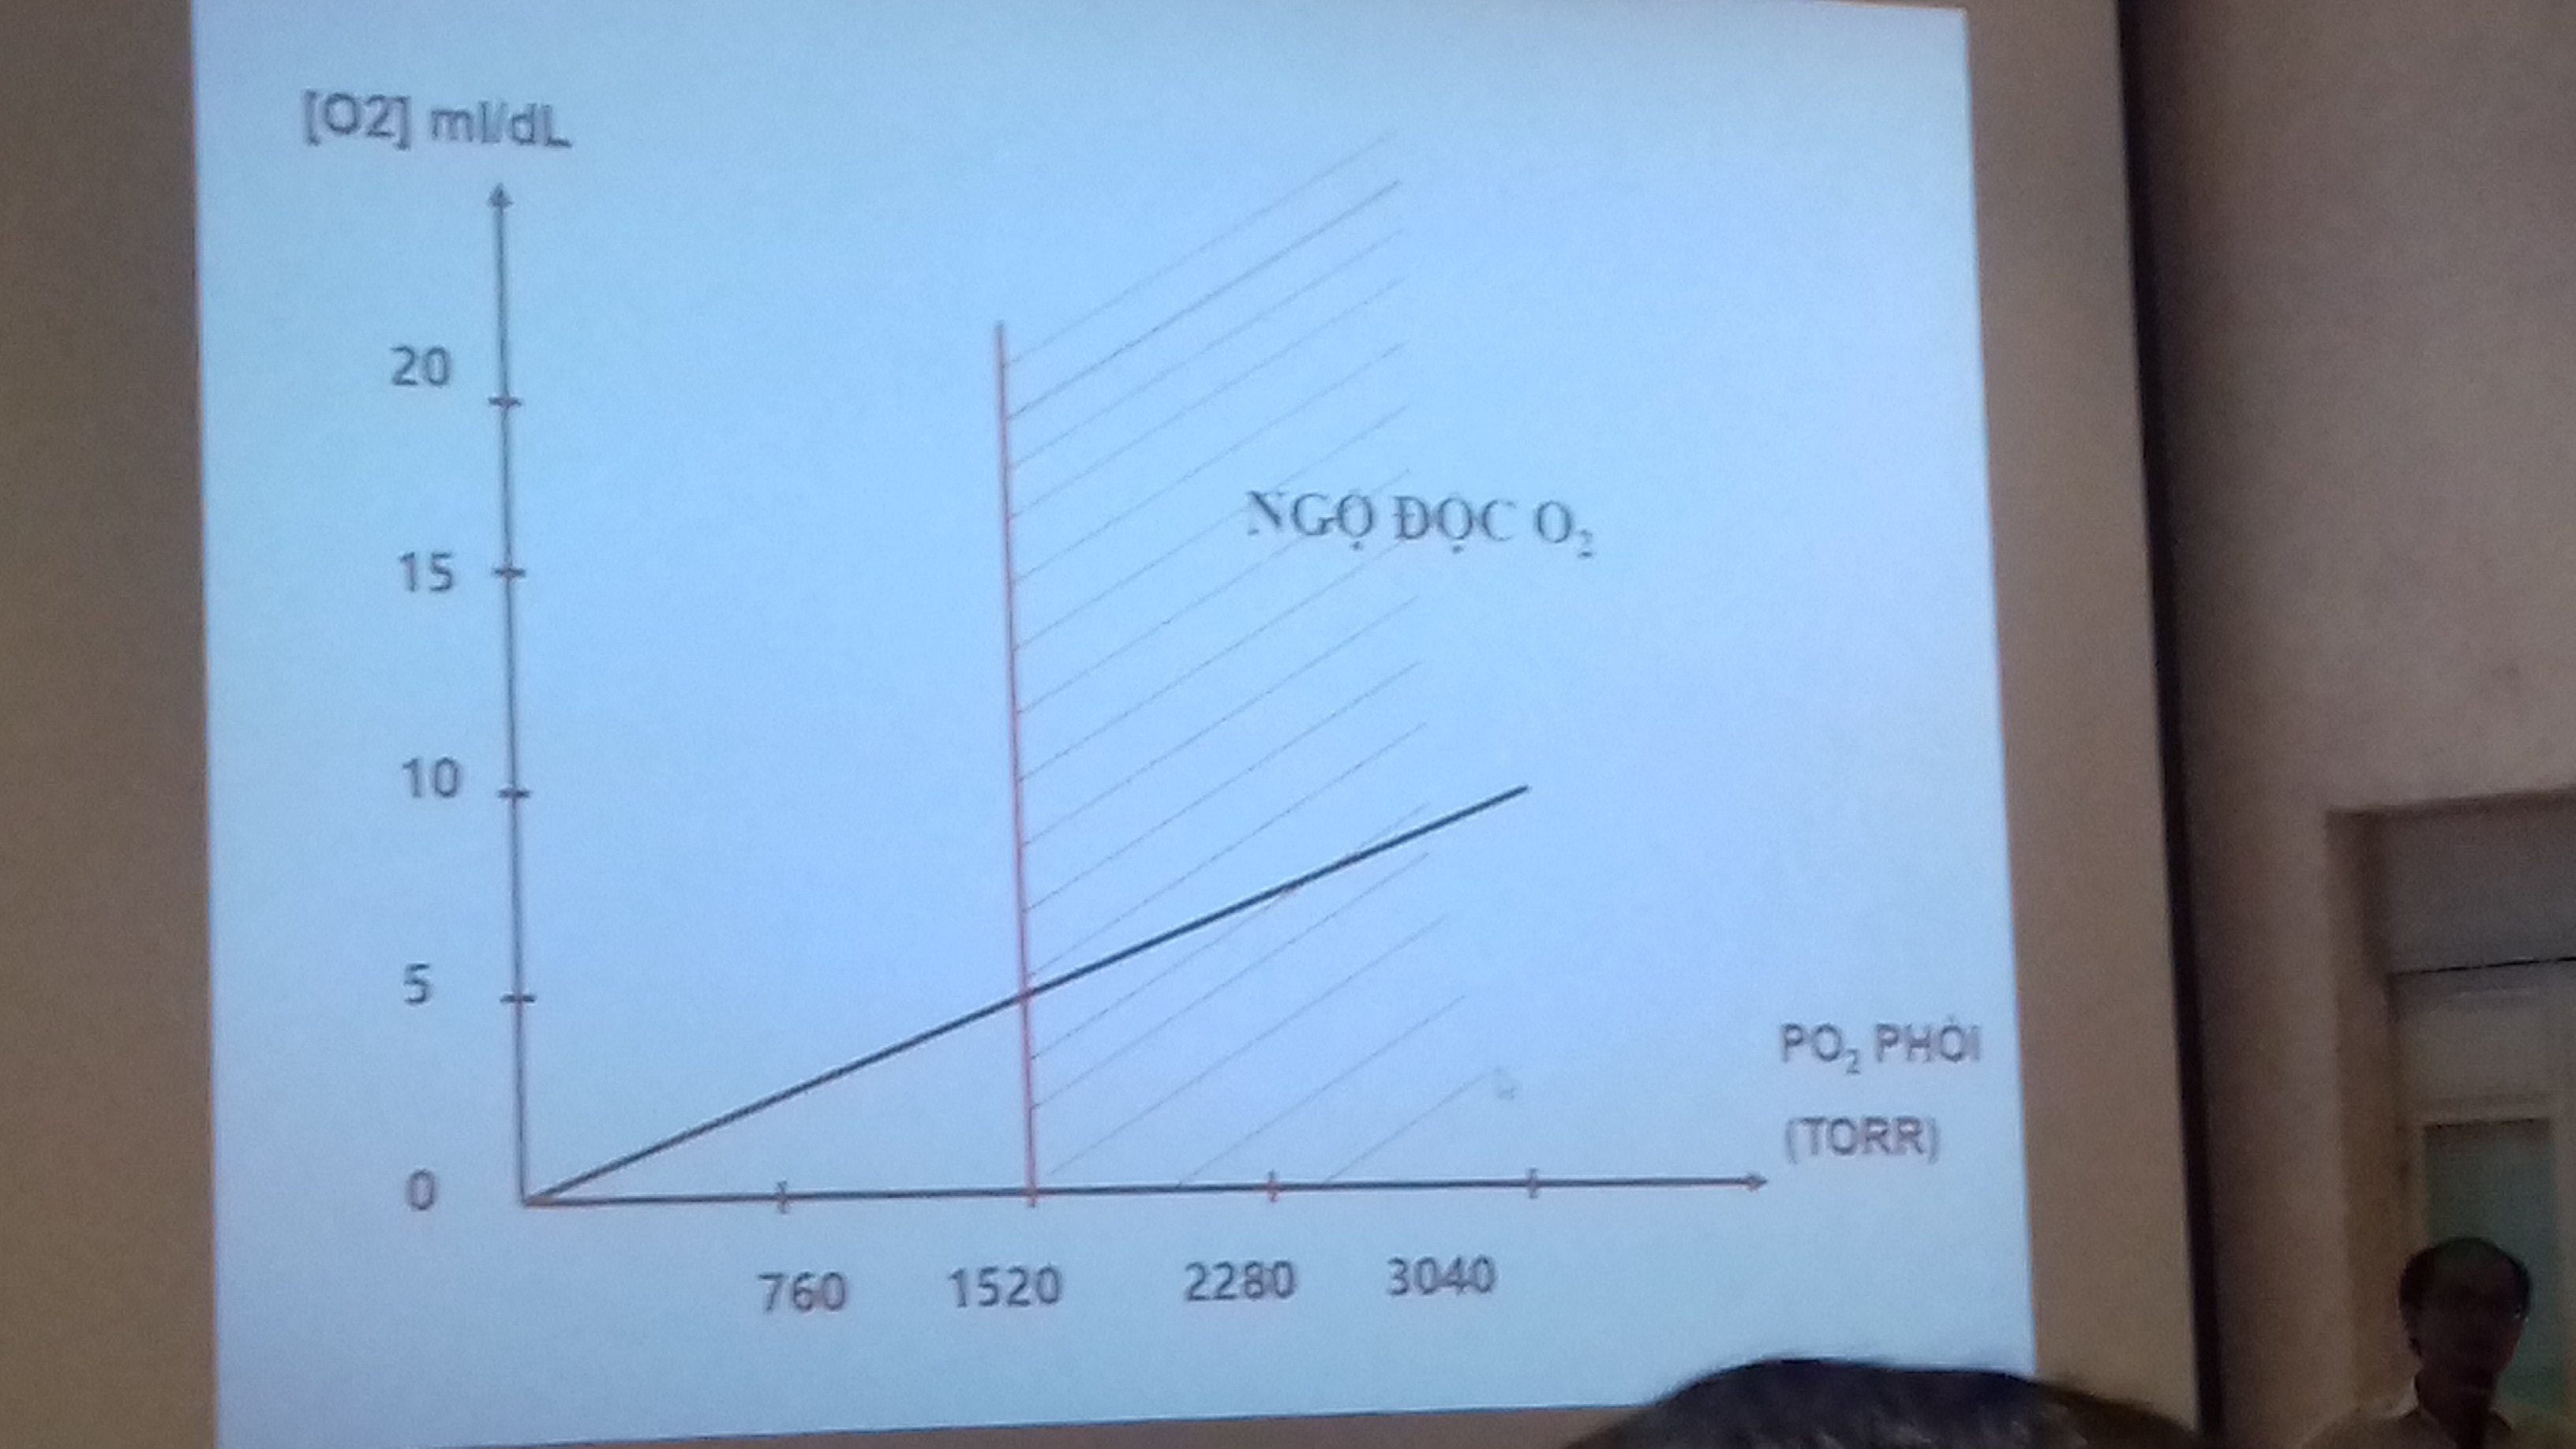 [O2] ml/dL
20
15
10
5
0
NGỘ ĐỘC O₂
PO₂ PHỔI
(TORR)
760 1520 2280 3040